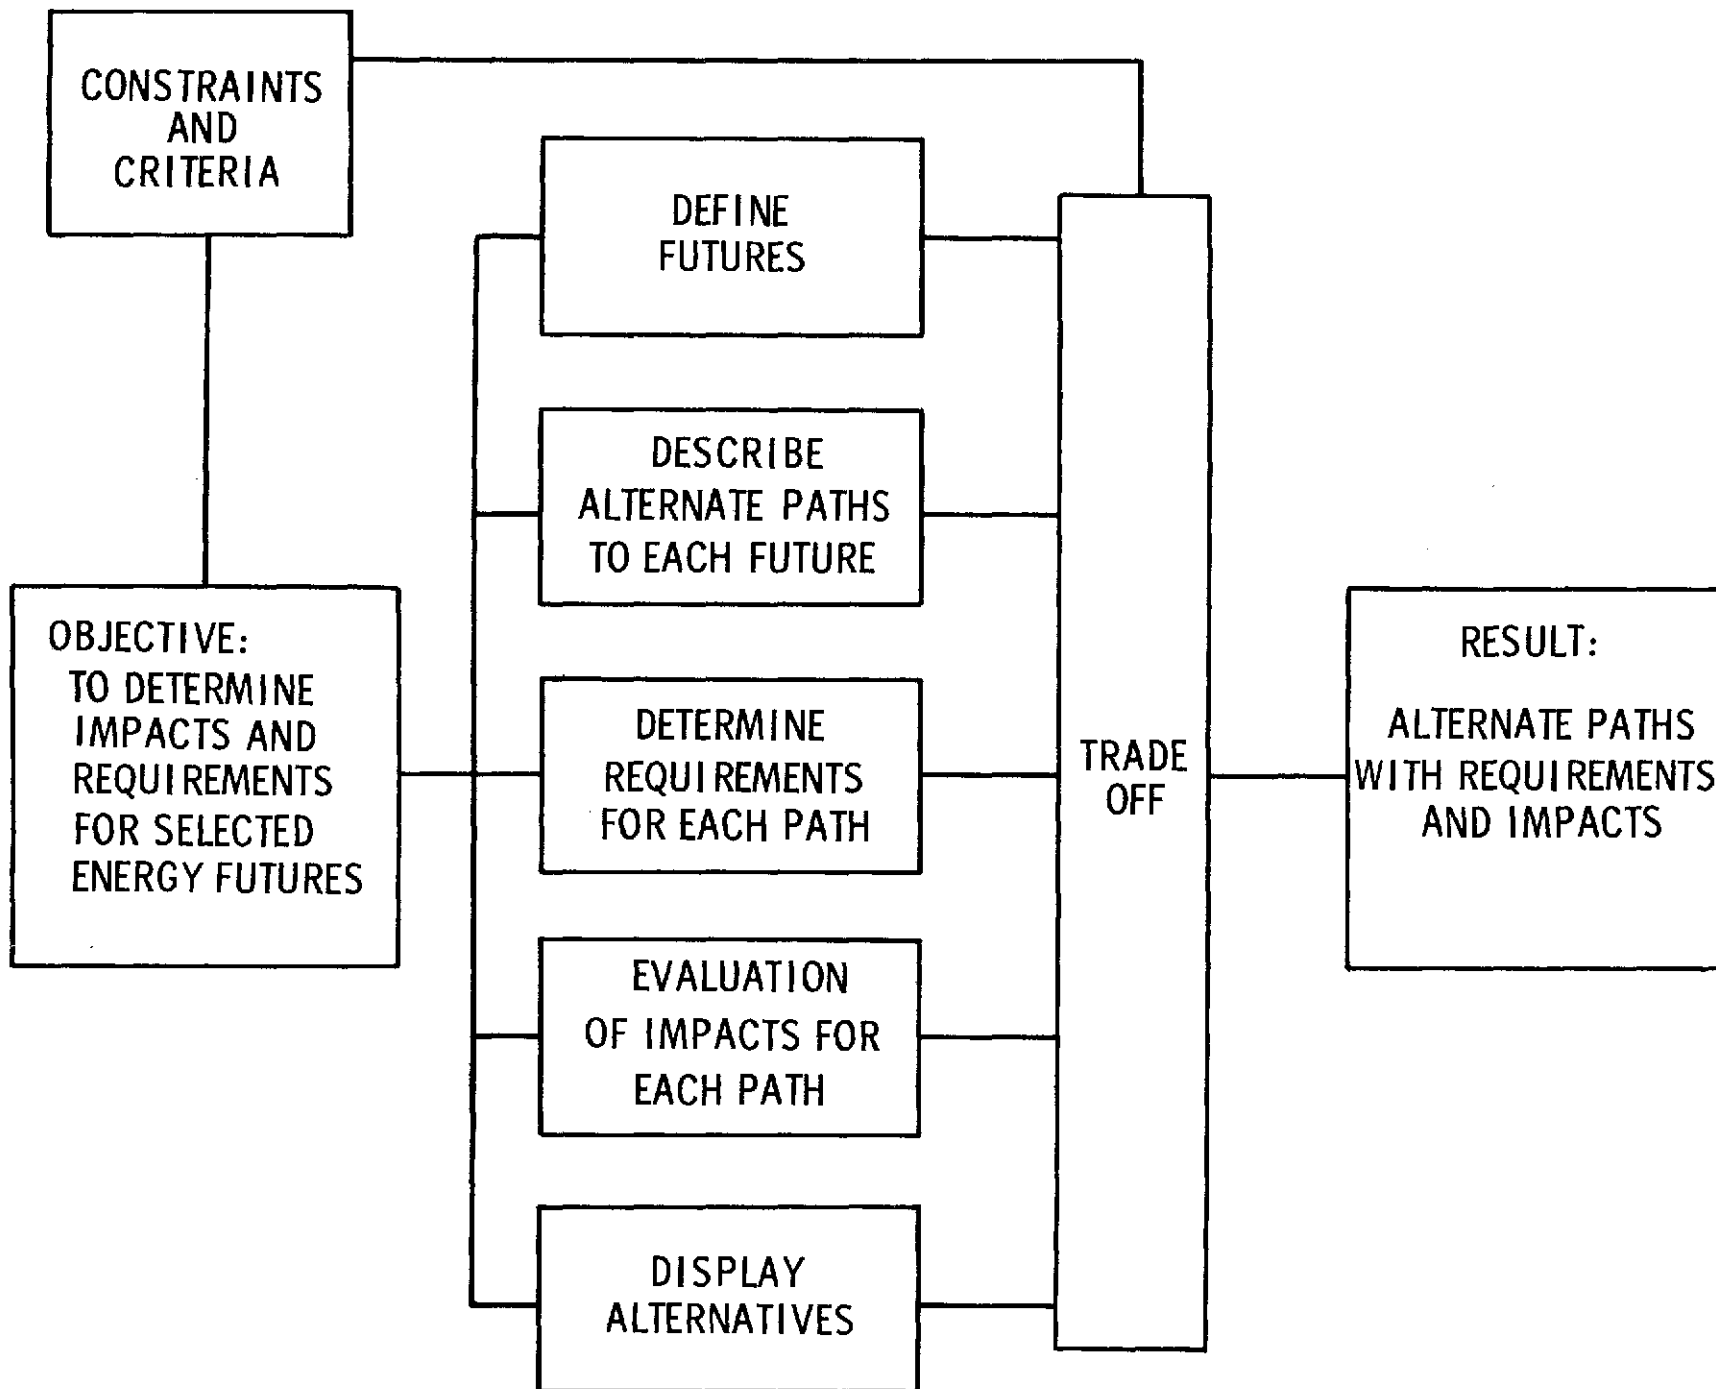 CONSTRAINTS
AND
CRITERIA
OBJECTIVE:
TO DETERMINE
IMPACTS AND
REQUIREMENTS
FOR SELECTED
ENERGY FUTURES
DEFINE
FUTURES
DESCRIBE
ALTERNATE PATHS
TO EACH FUTURE
DETERMINE
REQUIREMENTS
FOR EACH PATH
EVALUATION
OF IMPACTS FOR
EACH PATH
DISPLAY
ALTERNATIVES
TRADE
OFF
RESULT:
ALTERNATE PATHS
WITH REQUIREMENTS
AND IMPACTS